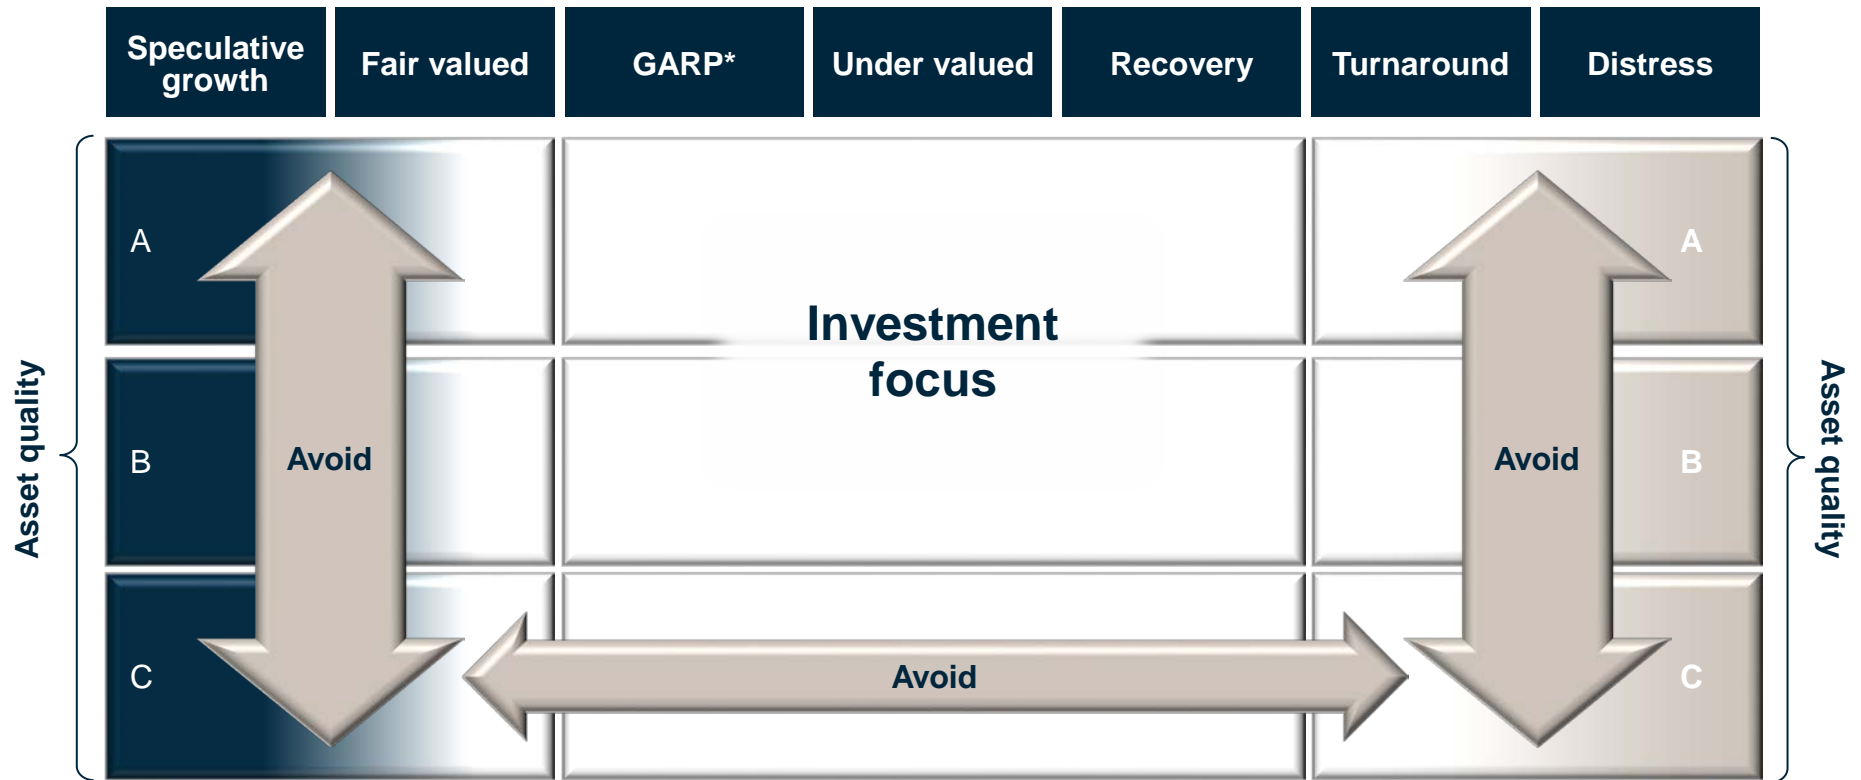 Speculative
growth
Fair valued
GARP*
Under valued
Recovery
Turnaround
Distress
Asset quality
A
A
Investment
focus
Asset quality
B
Avoid
Avoid
B
C
Avoid
C